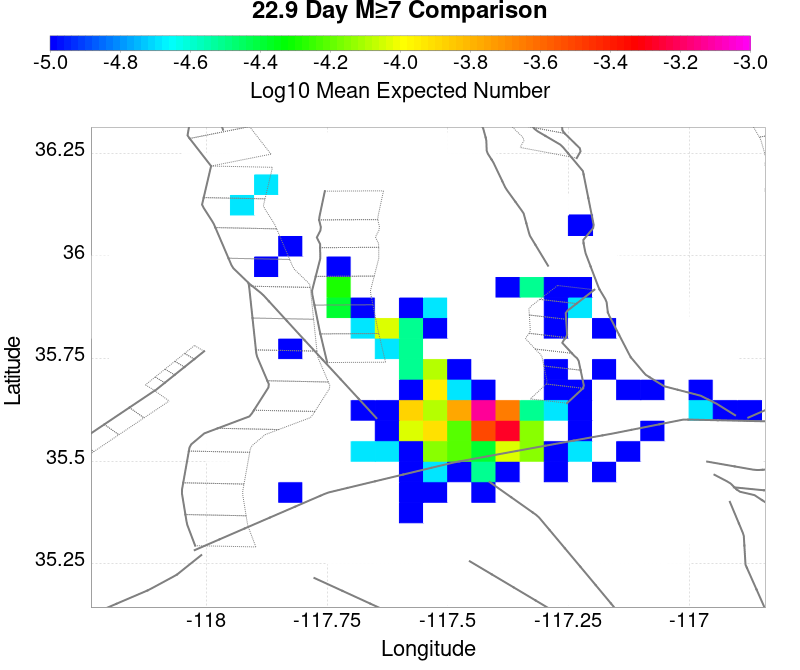 22.9 Day M≥7 Comparison
-5.0 -4.8 -4.6 -4.4 -4.2 -4.0 -3.8 -3.6 -3.4 -3.2 -3.0
Log10 Mean Expected Number
36.25
36
35.75
35.5
35.25
Latitude
-118 -117.75 -117.5 -117.25 -117
Longitude